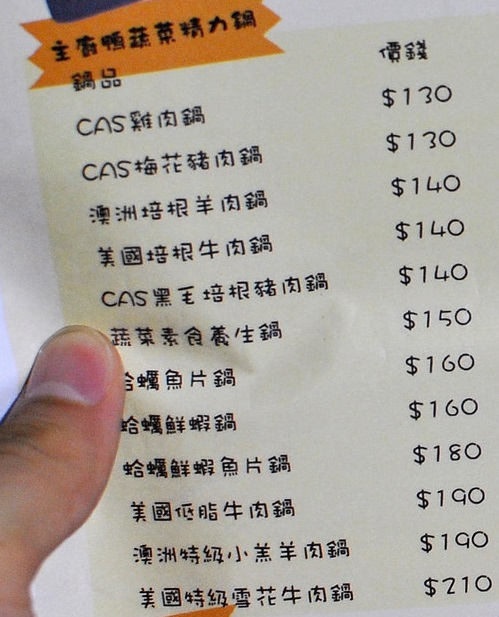 主廚鴨蔬菜精力鍋
鍋品 價錢
CAS雞肉鍋 $130
CAS梅花豬肉鍋 $130
澳洲培根羊肉鍋 $140
美國培根牛肉鍋 $140
CAS黑毛培根豬肉鍋 $140
蔬菜素食養生鍋 $150
蛤蠣魚片鍋 $160
蛤蠣鮮蝦鍋 $160
蛤蠣鮮蝦魚片鍋 $180
美國低脂牛肉鍋 $190
澳洲特級小羔羊肉鍋 $190
美國特級雪花牛肉鍋 $210